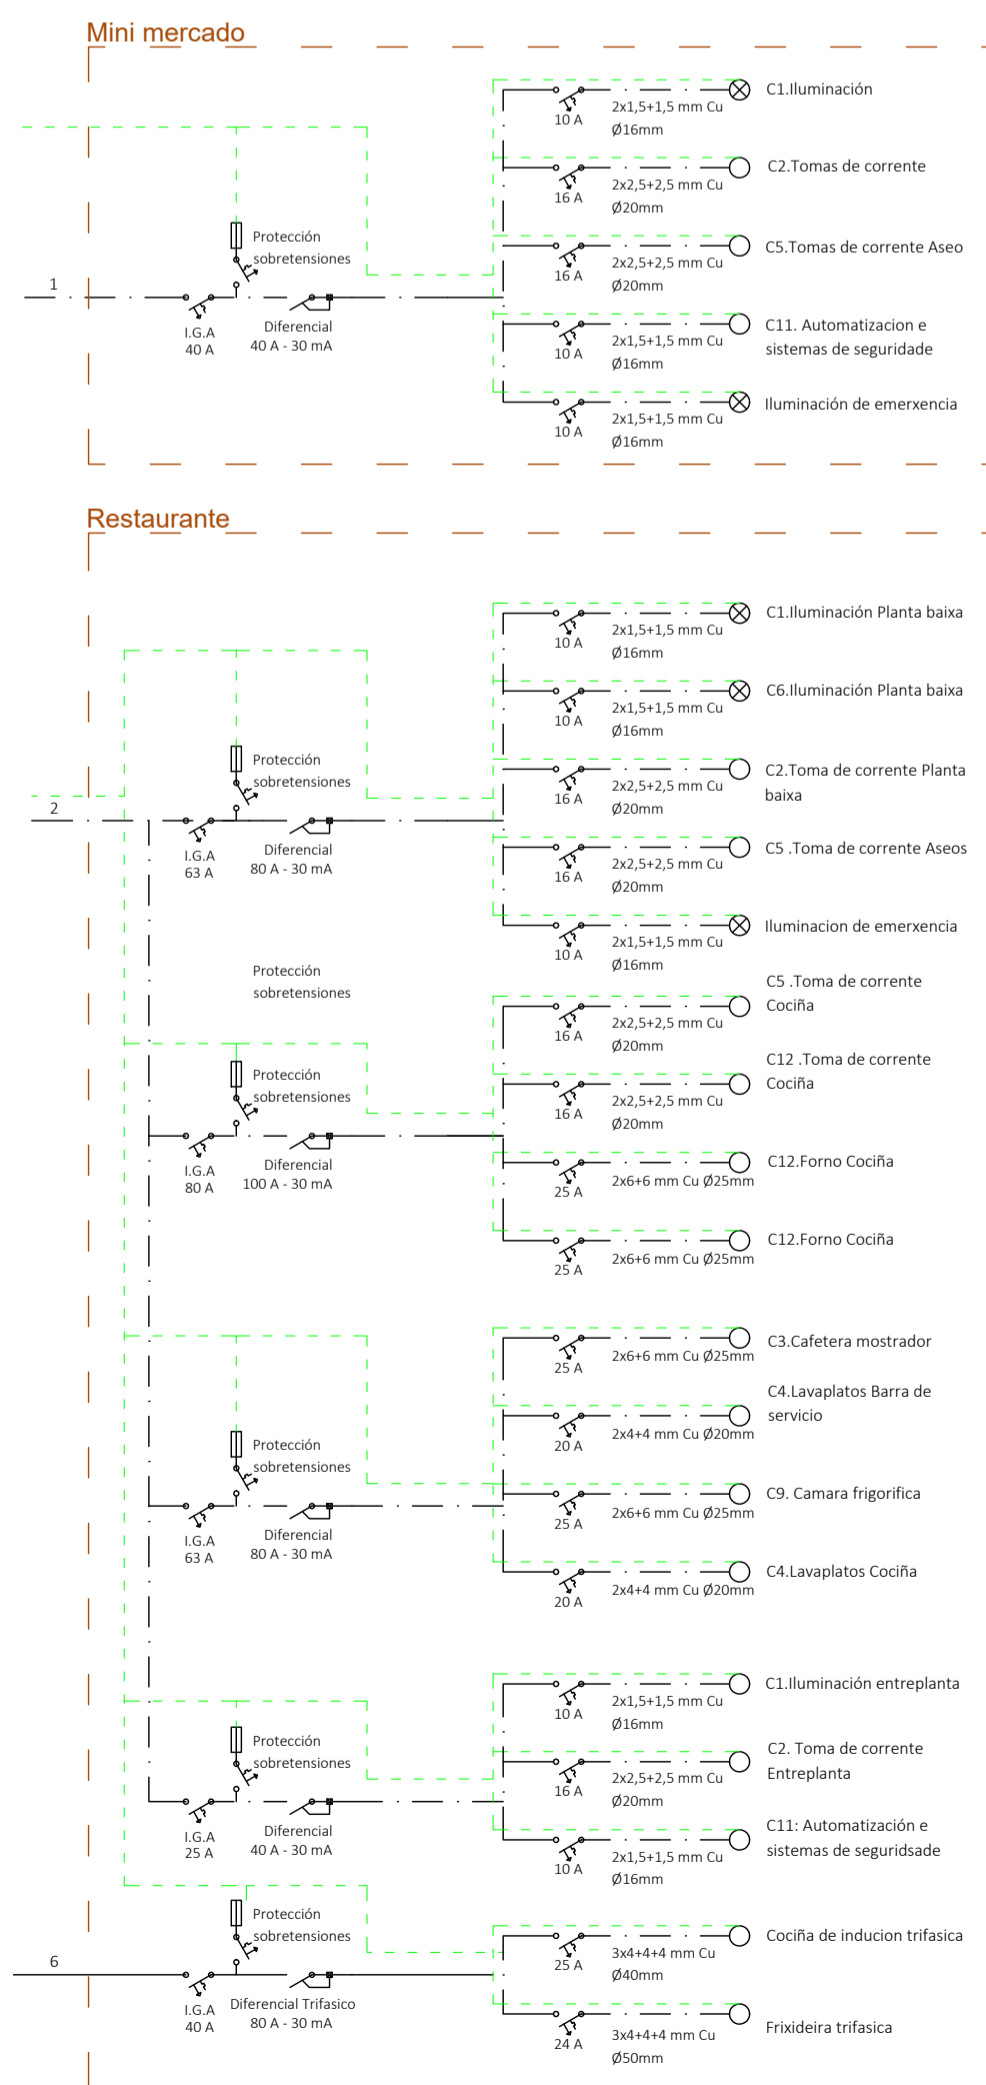 Mini mercado
C1.Iluminación
10 A
2x1,5+1,5 mm Cu
Ø16mm
C2.Tomas de corrente
16 A
2x2,5+2,5 mm Cu
Ø20mm
Protección
sobretensiones
C5.Tomas de corrente Aseo
16 A
2x2,5+2,5 mm Cu
Ø20mm
1
I.G.A
40 A
Diferencial
40 A - 30 mA
C11. Automatizacion e
sistemas de seguridade
10 A
2x1,5+1,5 mm Cu
Ø16mm
Iluminación de emerxencia
10 A
2x1,5+1,5 mm Cu
Ø16mm
Restaurante
C1.Iluminación Planta baixa
10 A
2x1,5+1,5 mm Cu
Ø16mm
C6.Iluminación Planta baixa
10 A
2x1,5+1,5 mm Cu
Ø16mm
Protección
sobretensiones
C2.Toma de corrente Planta
baixa
16 A
2x2,5+2,5 mm Cu
Ø20mm
2
I.G.A
63 A
Diferencial
80 A - 30 mA
C5 .Toma de corrente Aseos
16 A
2x2,5+2,5 mm Cu
Ø20mm
Iluminacion de emerxencia
10 A
2x1,5+1,5 mm Cu
Ø16mm
Protección
sobretensiones
C5 .Toma de corrente
Cociña
16 A
2x2,5+2,5 mm Cu
Ø20mm
Protección
sobretensiones
C12 .Toma de corrente
Cociña
16 A
2x2,5+2,5 mm Cu
Ø20mm
I.G.A
80 A
Diferencial
100 A - 30 mA
C12.Forno Cociña
25 A
2x6+6 mm Cu Ø25mm
C12.Forno Cociña
25 A
2x6+6 mm Cu Ø25mm
C3.Cafetera mostrador
25 A
2x6+6 mm Cu Ø25mm
C4.Lavaplatos Barra de
servicio
20 A
2x4+4 mm Cu Ø20mm
Protección
sobretensiones
C9. Camara frigorifica
25 A
2x6+6 mm Cu Ø25mm
I.G.A
63 A
Diferencial
80 A - 30 mA
C4.Lavaplatos Cociña
20 A
2x4+4 mm Cu Ø20mm
C1.Iluminación entreplanta
10 A
2x1,5+1,5 mm Cu
Ø16mm
Protección
sobretensiones
C2. Toma de corrente
Entreplanta
16 A
2x2,5+2,5 mm Cu
Ø20mm
I.G.A
25 A
Diferencial
40 A - 30 mA
C11: Automatización e
sistemas de seguridsade
10 A
2x1,5+1,5 mm Cu
Ø16mm
Protección
sobretensiones
Cociña de inducion trifasica
25 A
3x4+4+4 mm Cu
Ø40mm
6
I.G.A
40 A
Diferencial Trifasico
80 A - 30 mA
Frixideira trifasica
24 A
3x4+4+4 mm Cu
Ø50mm